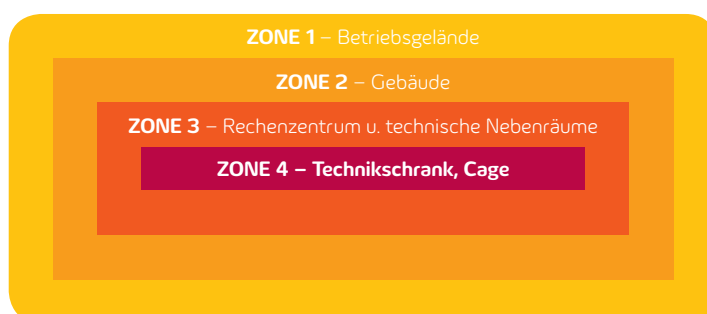 ZONE 1 – Betriebsgelände
ZONE 2 – Gebäude
ZONE 3 – Rechenzentrum u. technische Nebenräume
ZONE 4 – Technikschrank, Cage